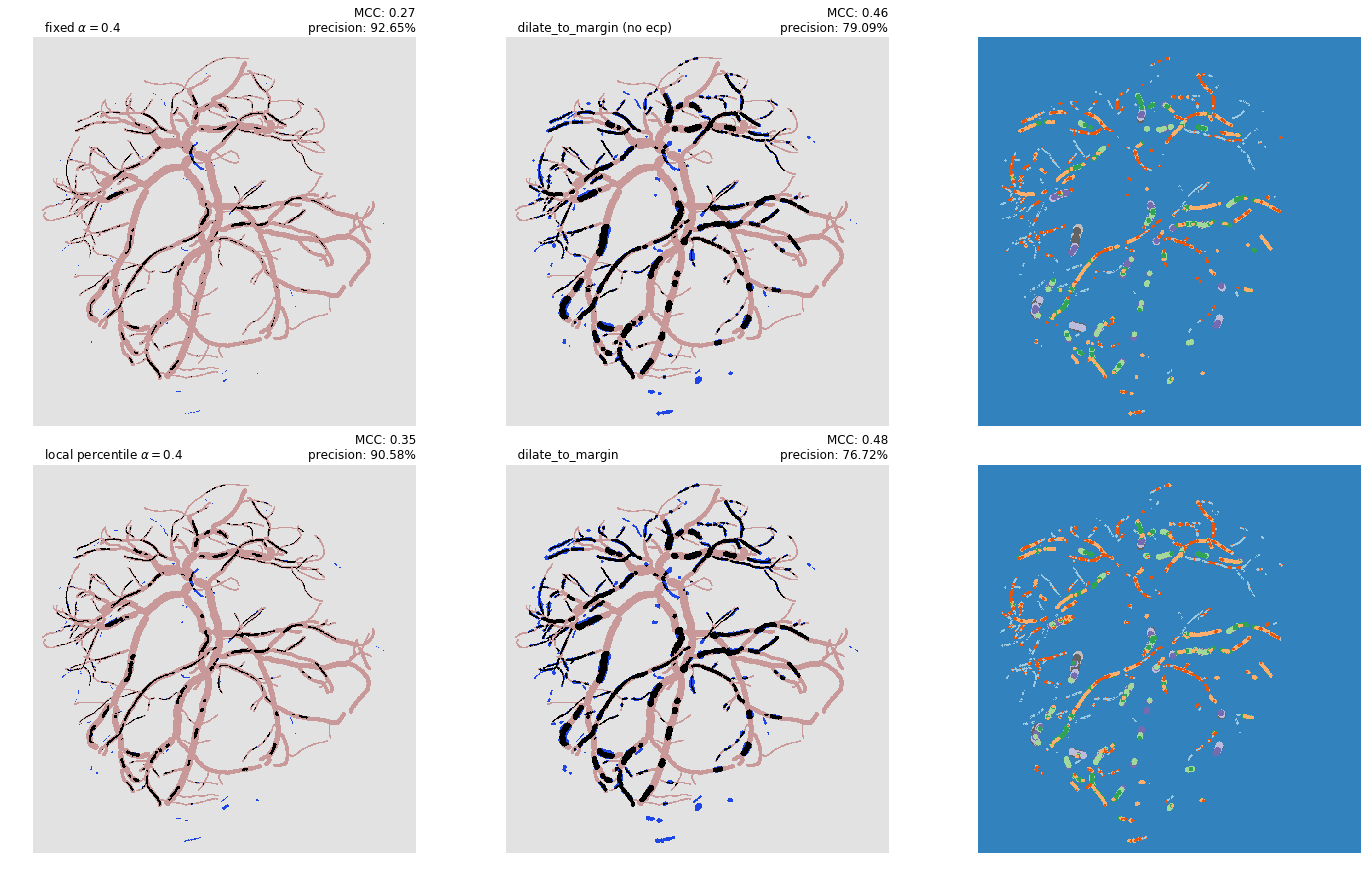 MCC: 0.27
fixed α = 0.4 precision: 92.65%
MCC: 0.46
dilate_to_margin (no ecp) precision: 79.09%
MCC: 0.35
local percentile α = 0.4 precision: 90.58%
MCC: 0.48
dilate_to_margin precision: 76.72%